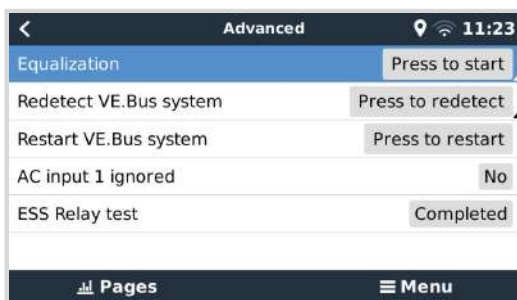 Advanced 11:23
Equalization Press to start
Redetect VE.Bus system Press to redetect
Restart VE.Bus system Press to restart
AC input 1 ignored No
ESS Relay test Completed
Pages Menu